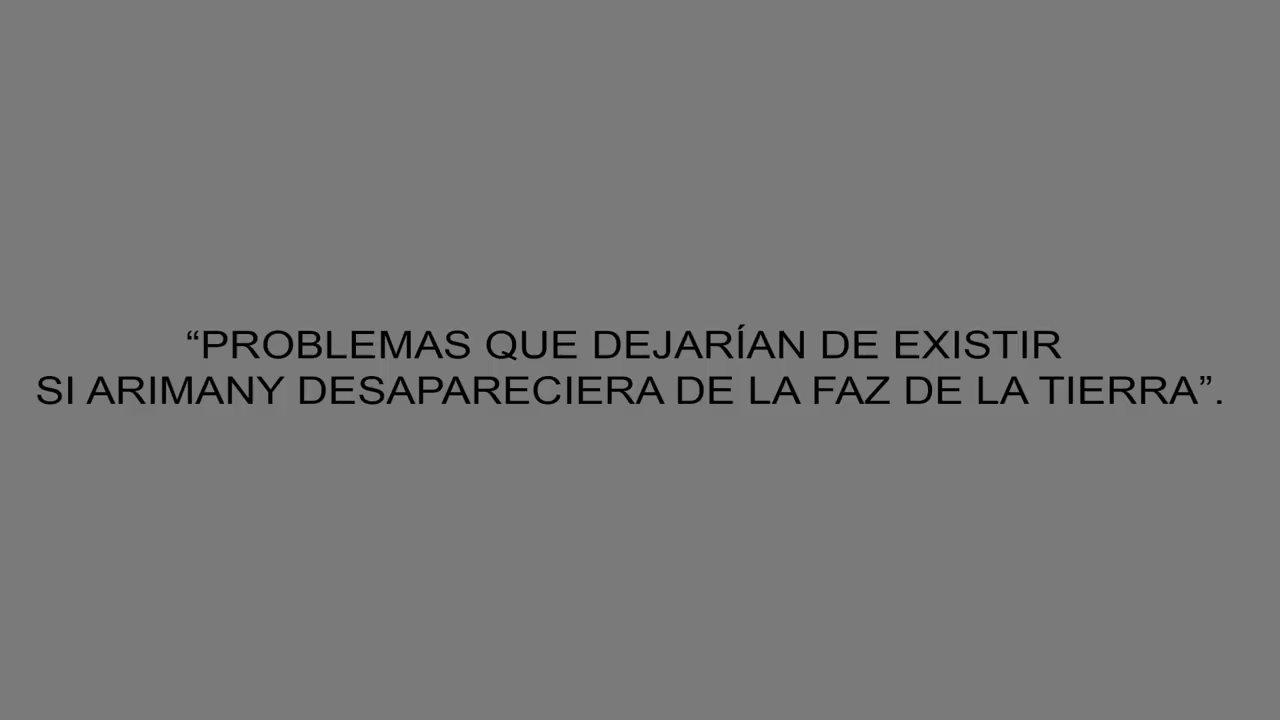 “PROBLEMAS QUE DEJARÍAN DE EXISTIR
SI ARIMANY DESAPARECIERA DE LA FAZ DE LA TIERRA”.